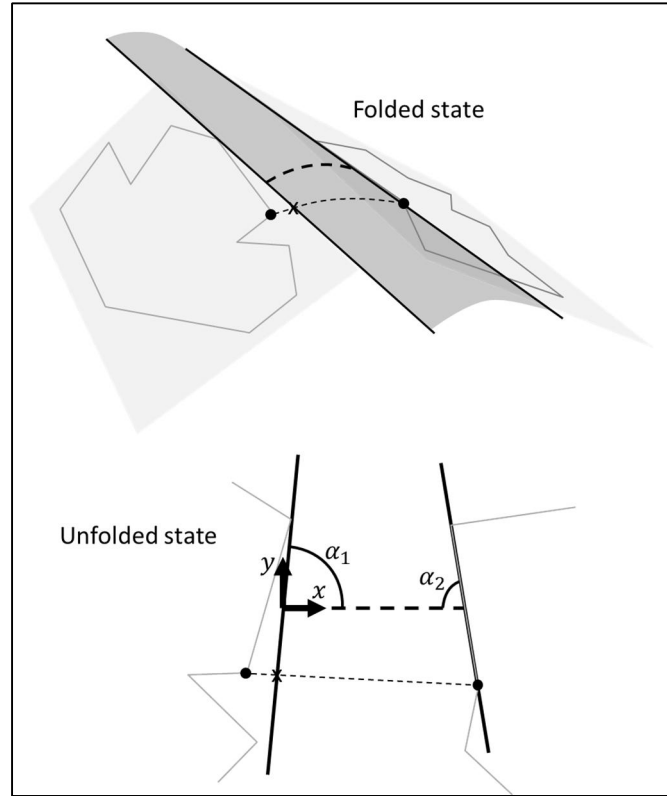 Folded state
Unfolded state
α₁
α₂
y
x
x
x